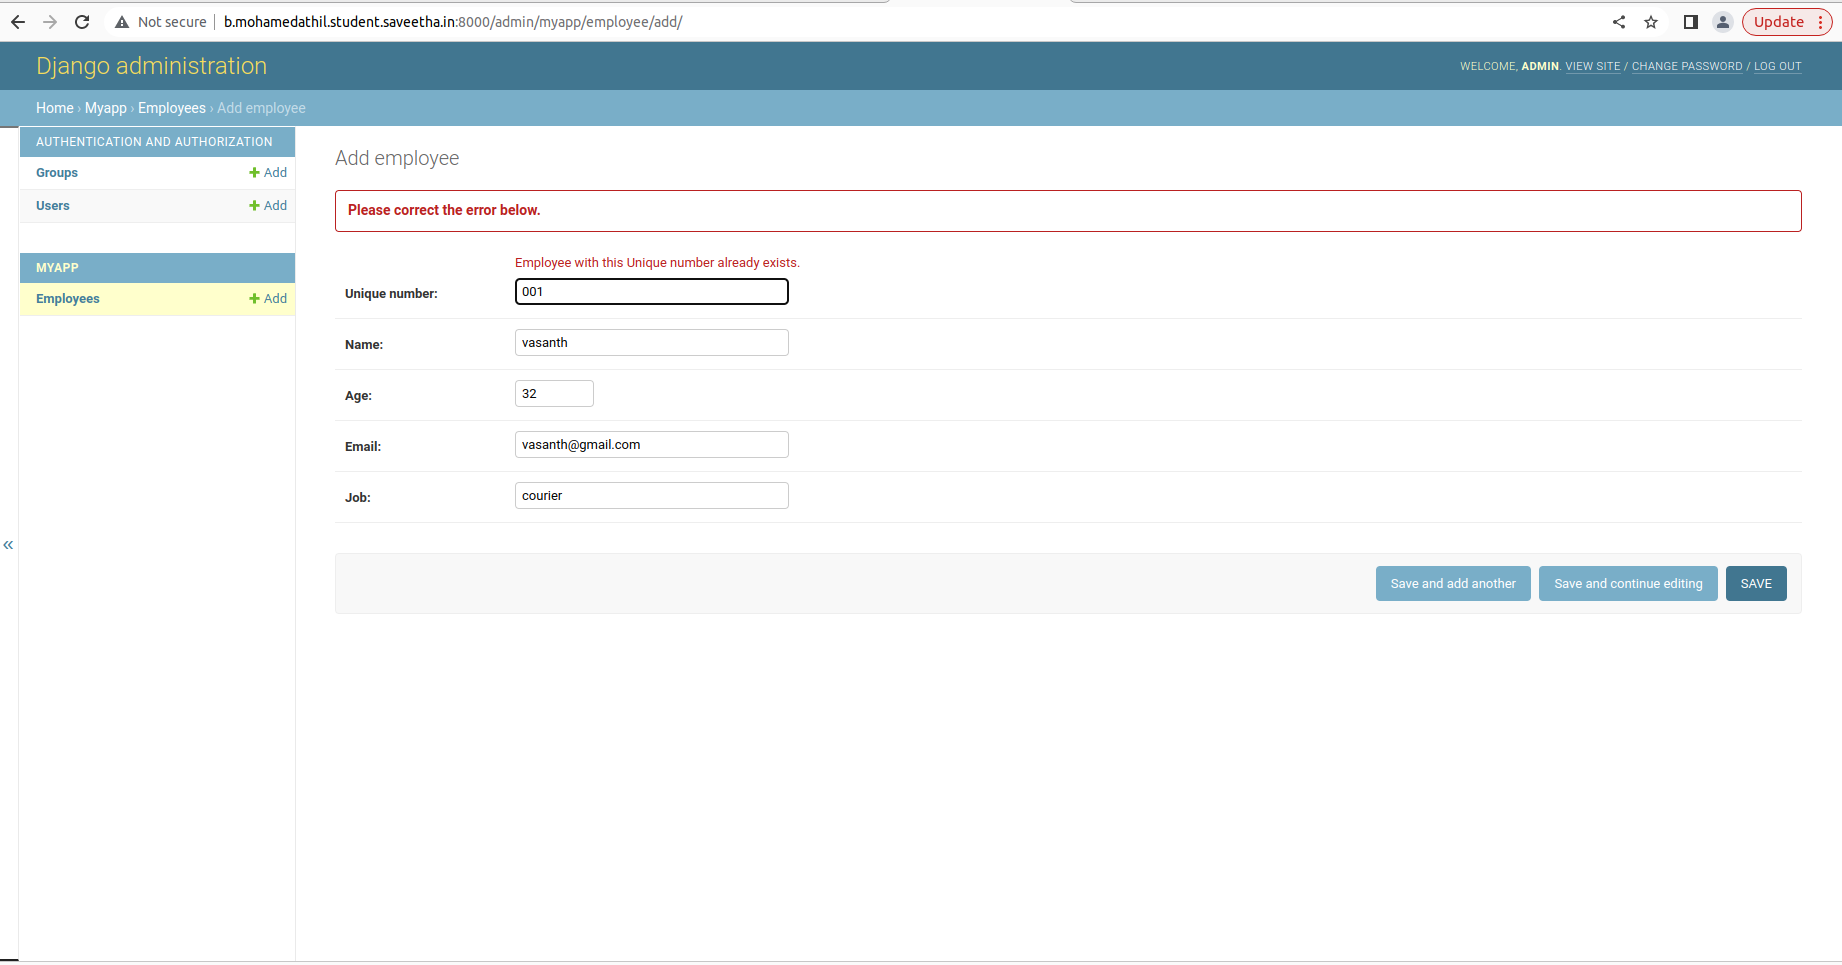 Not secure | b.mohamedathil.student.saveetha.in:8000/admin/myapp/employee/add/
Update
Django administration
WELCOME, ADMIN. VIEW SITE / CHANGE PASSWORD / LOG OUT
Home › Myapp › Employees › Add employee
AUTHENTICATION AND AUTHORIZATION
Groups + Add
Users + Add
MYAPP
Employees + Add
«
Add employee
Please correct the error below.
Employee with this Unique number already exists.
Unique number: 001
Name: vasanth
Age: 32
Email: vasanth@gmail.com
Job: courier
Save and add another Save and continue editing SAVE